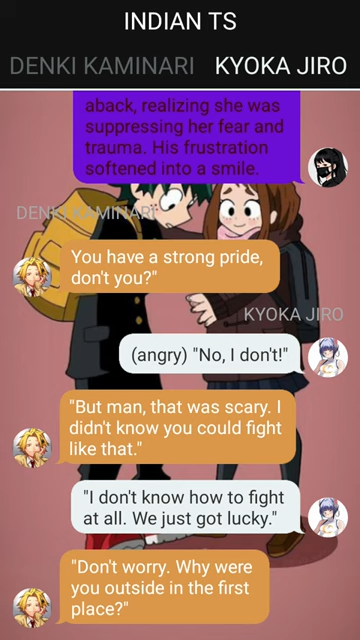 INDIAN TS
DENKI KAMINARI KYOKA JIRO
aback, realizing she was
suppressing her fear and
trauma. His frustration
softened into a smile.
DENKI KAMINARI
You have a strong pride,
don't you?"
KYOKA JIRO
(angry) "No, I don't!"
"But man, that was scary. I
didn't know you could fight
like that."
"I don't know how to fight
at all. We just got lucky."
"Don't worry. Why were
you outside in the first
place?"